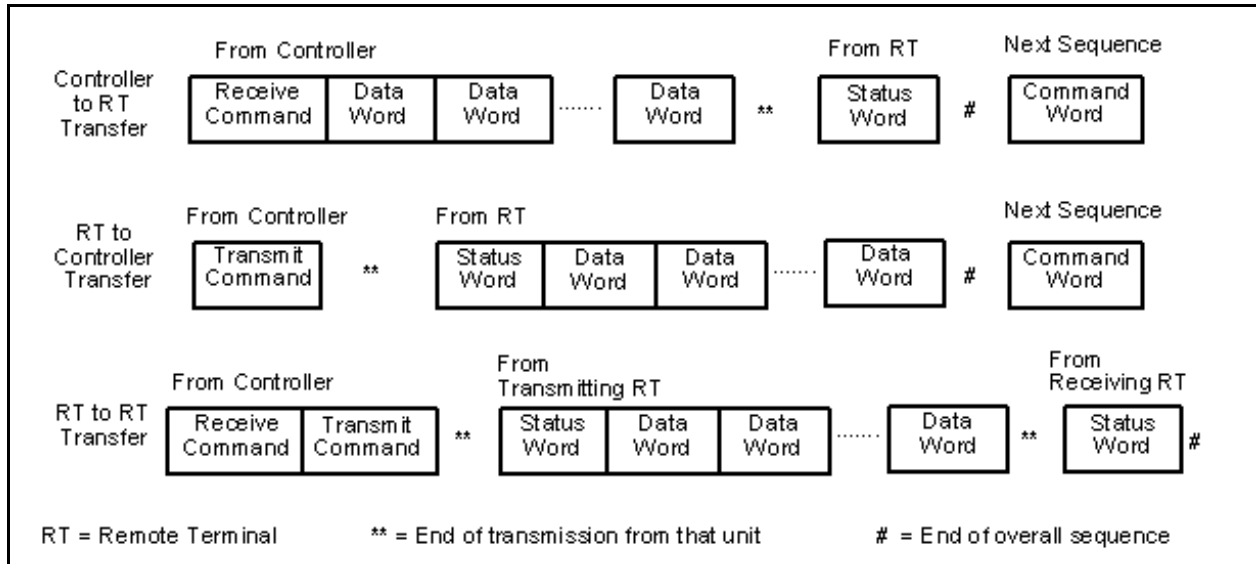 From Controller
From RT
Next Sequence
Controller
to RT
Transfer
Receive
Command
Data
Word
Data
Word
.......
Data
Word
**
Status
Word
#
Command
Word
From Controller
From RT
Next Sequence
RT to
Controller
Transfer
Transmit
Command
**
Status
Word
Data
Word
Data
Word
.......
Data
Word
#
Command
Word
From Controller
From
Transmitting RT
From
Receiving RT
RT to RT
Transfer
Receive
Command
Transmit
Command
**
Status
Word
Data
Word
Data
Word
.......
Data
Word
**
Status
Word
#
RT = Remote Terminal
** = End of transmission from that unit
# = End of overall sequence